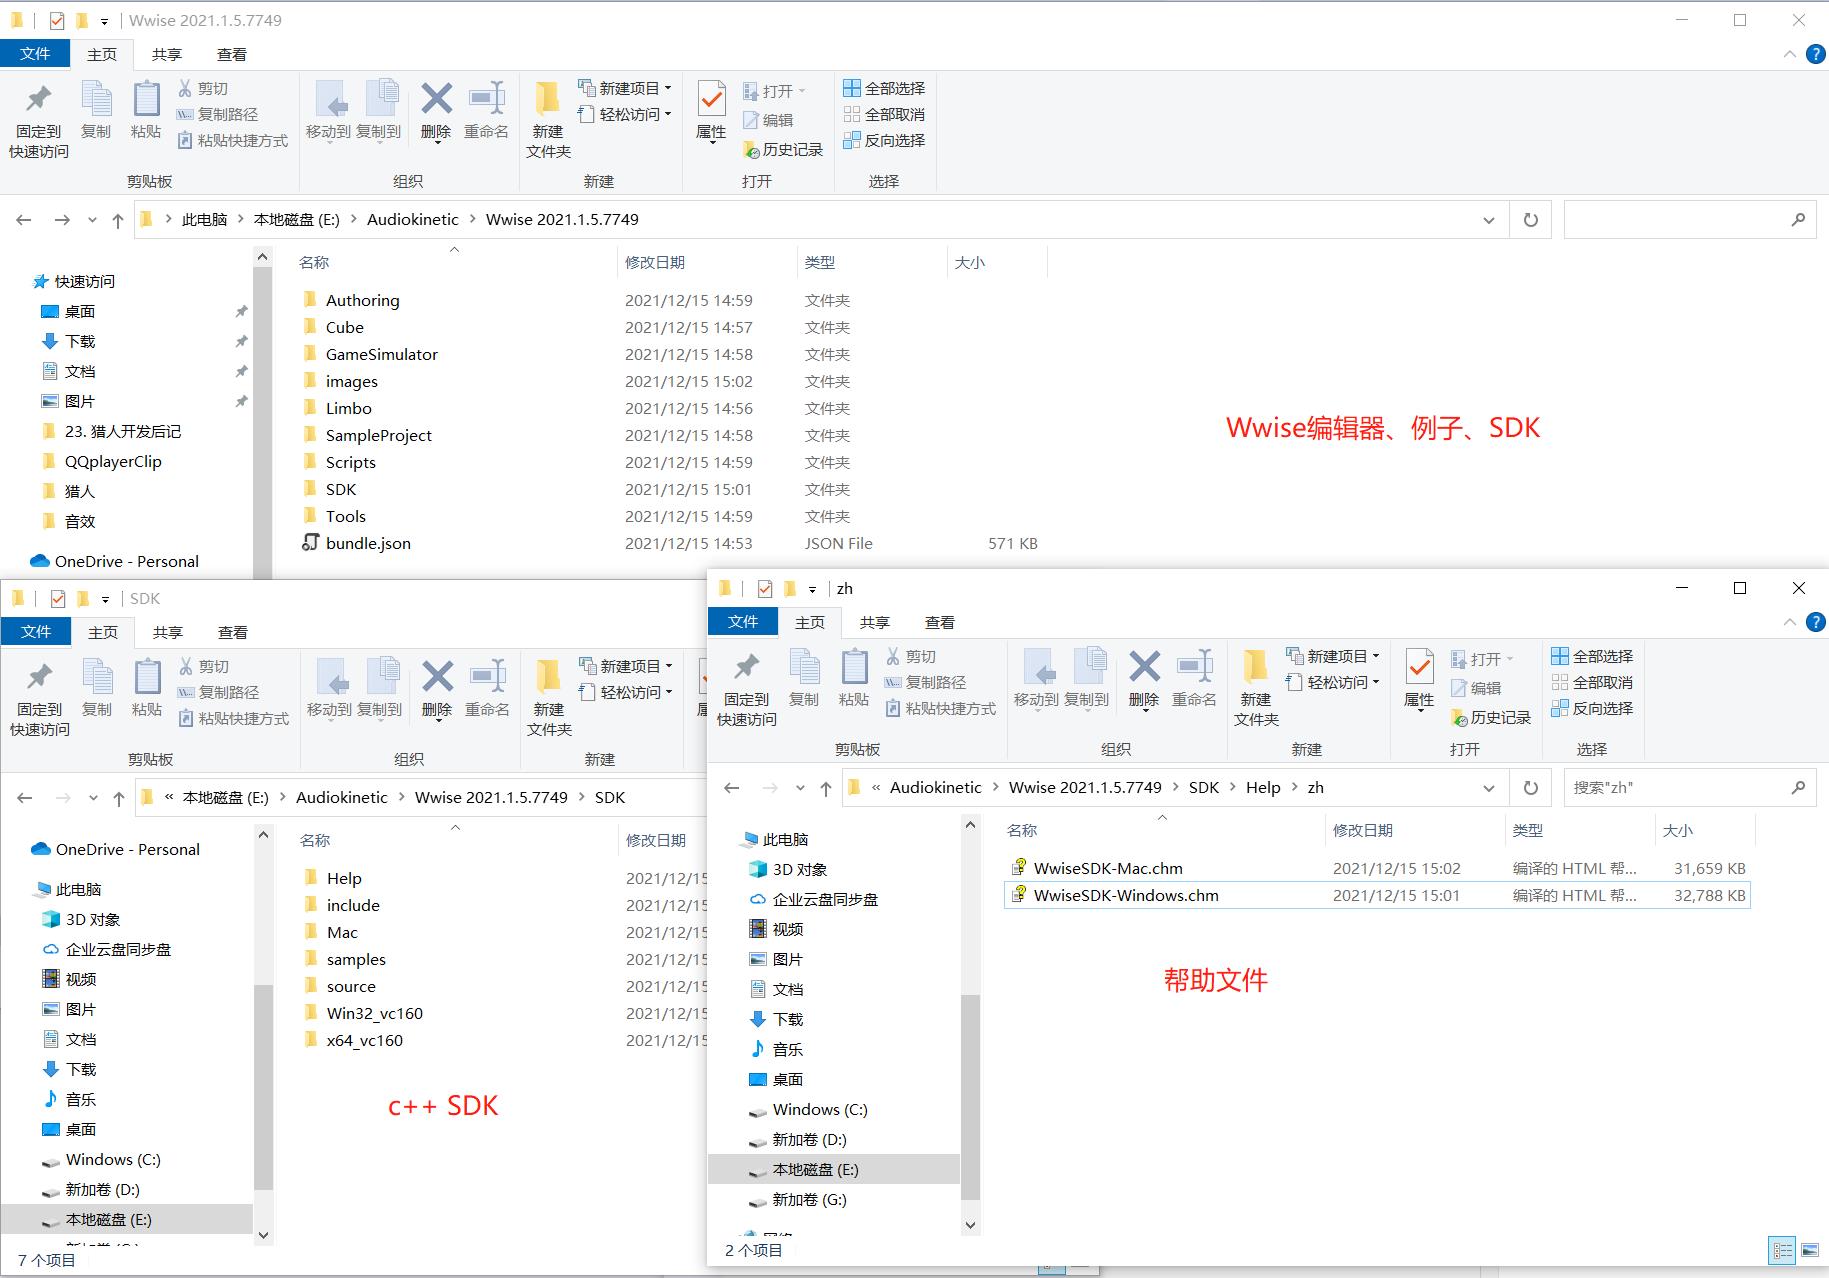 Wwise 2021.1.5.7749
文件 主页 共享 查看
固定到快速访问 复制 粘贴 剪切 复制路径 粘贴快捷方式 移动到 复制到 删除 重命名 新建文件夹 新建项目 轻松访问 属性 打开 编辑 历史记录 全部选择 全部取消 反向选择
剪贴板 组织 新建 打开 选择
此电脑 > 本地磁盘 (E:) > Audiokinetic > Wwise 2021.1.5.7749
名称 修改日期 类型 大小
快速访问
桌面
下载
文档
图片
23. 猎人开发后记
QQplayerClip
猎人
音效
OneDrive - Personal
Authoring 2021/12/15 14:59 文件夹
Cube 2021/12/15 14:57 文件夹
GameSimulator 2021/12/15 14:58 文件夹
images 2021/12/15 15:02 文件夹
Limbo 2021/12/15 14:56 文件夹
SampleProject 2021/12/15 14:58 文件夹
Scripts 2021/12/15 14:59 文件夹
SDK 2021/12/15 15:01 文件夹
Tools 2021/12/15 14:59 文件夹
bundle.json 2021/12/15 14:53 JSON File 571 KB
Wwise编辑器、例子、SDK
SDK
文件 主页 共享 查看
固定到快速访问 复制 粘贴 剪切 复制路径 粘贴快捷方式 移动到 复制到 删除 重命名 新建文件夹 新建项目 轻松访问
剪贴板 组织 新建
« 本地磁盘 (E:) > Audiokinetic > Wwise 2021.1.5.7749 > SDK
名称 修改日期
OneDrive - Personal
此电脑
3D 对象
企业云盘同步盘
视频
图片
文档
下载
音乐
桌面
Windows (C:)
新加卷 (D:)
本地磁盘 (E:)
Help 2021/12/15
include 2021/12/15
Mac 2021/12/15
samples 2021/12/15
source 2021/12/15
Win32_vc160 2021/12/15
x64_vc160 2021/12/15
c++ SDK
7 个项目
zh
文件 主页 共享 查看
固定到快速访问 复制 粘贴 剪切 复制路径 粘贴快捷方式 移动到 复制到 删除 重命名 新建文件夹 新建项目 轻松访问 属性 打开 编辑 历史记录 全部选择 全部取消 反向选择
剪贴板 组织 新建 打开 选择
« Audiokinetic > Wwise 2021.1.5.7749 > SDK > Help > zh 搜索"zh"
名称 修改日期 类型 大小
此电脑
3D 对象
企业云盘同步盘
视频
图片
文档
下载
音乐
桌面
Windows (C:)
新加卷 (D:)
本地磁盘 (E:)
新加卷 (G:)
WwiseSDK-Mac.chm 2021/12/15 15:02 编译的 HTML 帮... 31,659 KB
WwiseSDK-Windows.chm 2021/12/15 15:01 编译的 HTML 帮... 32,788 KB
帮助文件
2 个项目